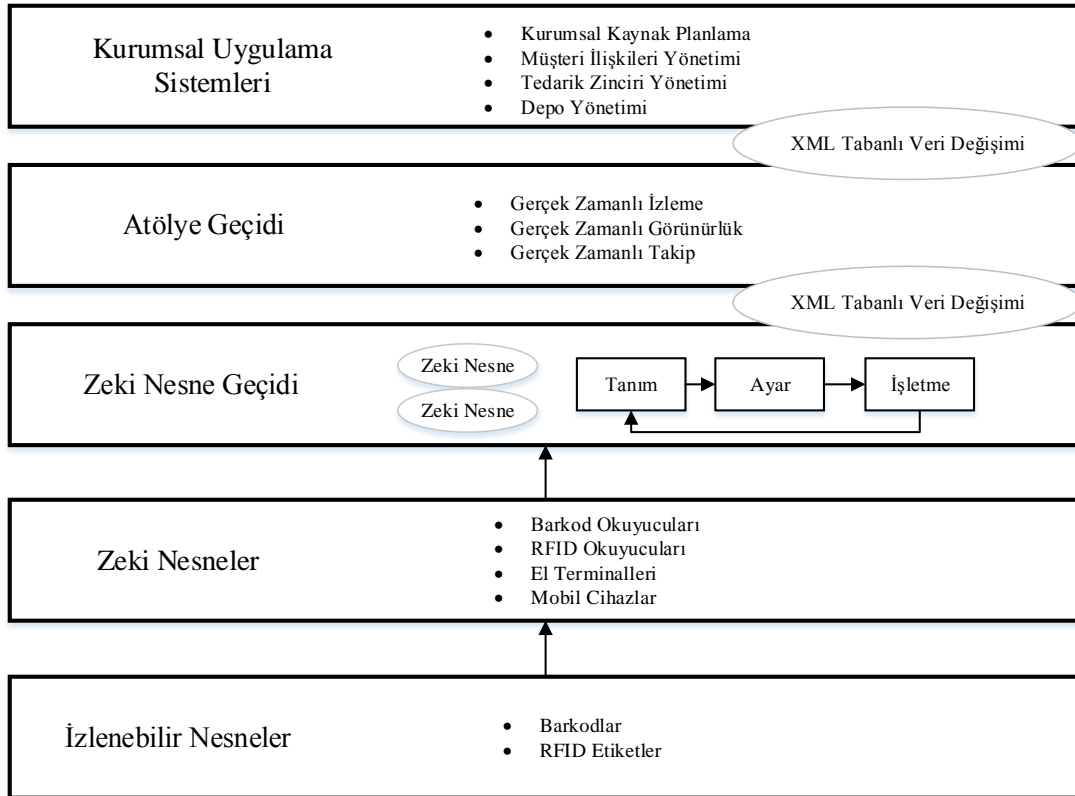 Kurumsal Uygulama
Sistemleri
• Kurumsal Kaynak Planlama
• Müşteri İlişkileri Yönetimi
• Tedarik Zinciri Yönetimi
• Depo Yönetimi
XML Tabanlı Veri Değişimi
Atölye Geçidi
• Gerçek Zamanlı İzleme
• Gerçek Zamanlı Görünürlük
• Gerçek Zamanlı Takip
XML Tabanlı Veri Değişimi
Zeki Nesne Geçidi
Zeki Nesne
Zeki Nesne
Tanım
Ayar
İşletme
Zeki Nesneler
• Barkod Okuyucuları
• RFID Okuyucuları
• El Terminalleri
• Mobil Cihazlar
İzlenebilir Nesneler
• Barkodlar
• RFID Etiketler